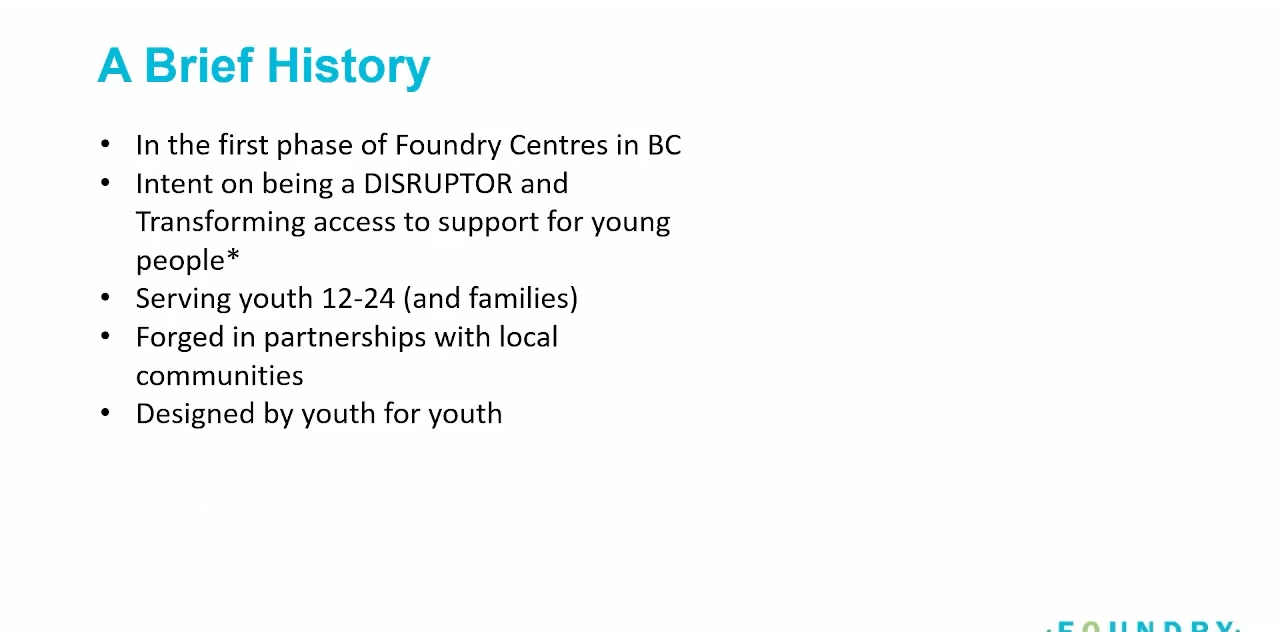 A Brief History
• In the first phase of Foundry Centres in BC
• Intent on being a DISRUPTOR and
Transforming access to support for young
people*
• Serving youth 12-24 (and families)
• Forged in partnerships with local
communities
• Designed by youth for youth
·FOUNDRY·